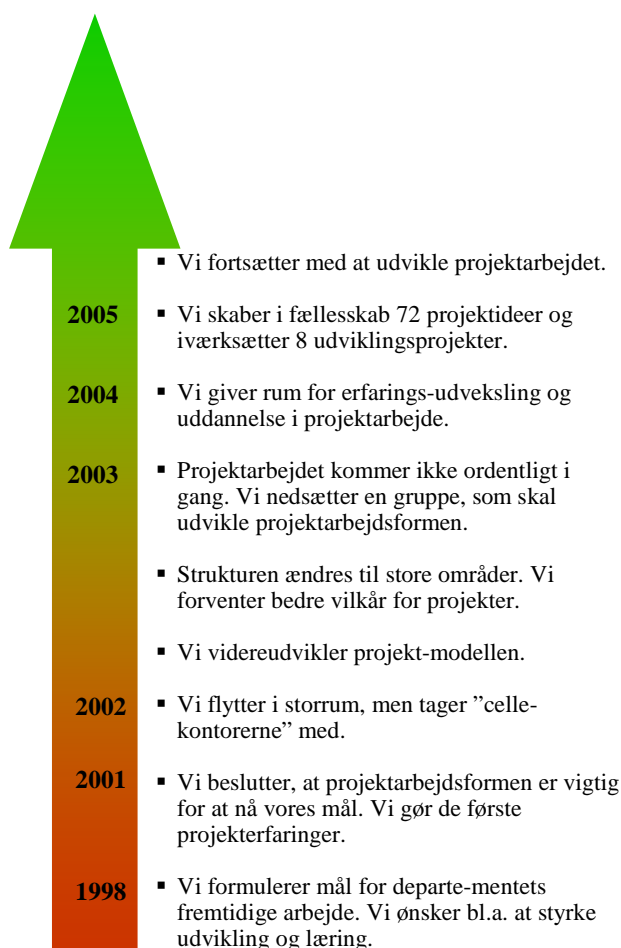 ▪ Vi fortsætter med at udvikle projektarbejdet.
2005 ▪ Vi skaber i fællesskab 72 projektideer og
iværksætter 8 udviklingsprojekter.
2004 ▪ Vi giver rum for erfarings-udveksling og
uddannelse i projektarbejde.
2003 ▪ Projektarbejdet kommer ikke ordentligt i
gang. Vi nedsætter en gruppe, som skal
udvikle projektarbejdsformen.
▪ Strukturen ændres til store områder. Vi
forventer bedre vilkår for projekter.
▪ Vi videreudvikler projekt-modellen.
2002 ▪ Vi flytter i storrum, men tager ”celle-
kontorerne” med.
2001 ▪ Vi beslutter, at projektarbejdsformen er vigtig
for at nå vores mål. Vi gør de første
projekterfaringer.
1998 ▪ Vi formulerer mål for departe-mentets
fremtidige arbejde. Vi ønsker bl.a. at styrke
udvikling og læring.